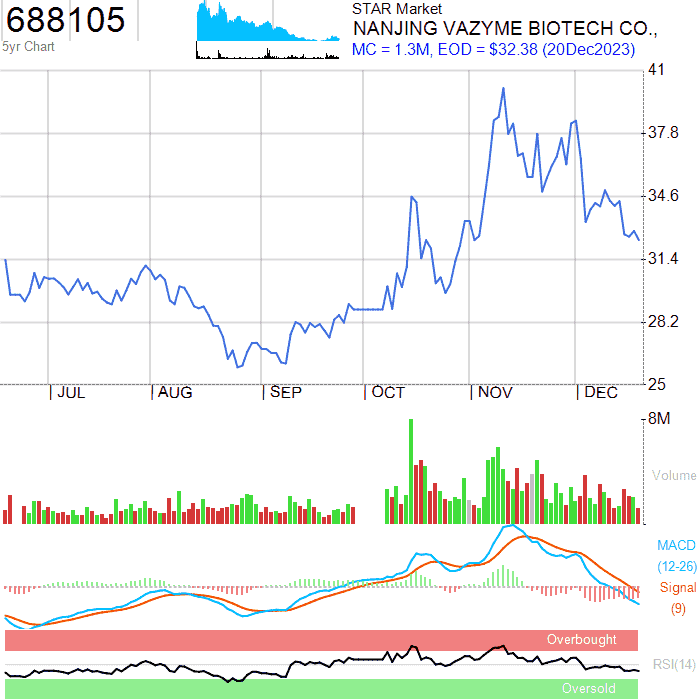 688105
5yr Chart
STAR Market
NANJING VAZYME BIOTECH CO.,
MC = 1.3M, EOD = $32.38 (20Dec2023)
41
37.8
34.6
31.4
28.2
25
JUL
AUG
SEP
OCT
NOV
DEC
8M
Volume
MACD
(12-26)
Signal
(9)
Overbought
RSI(14)
Oversold